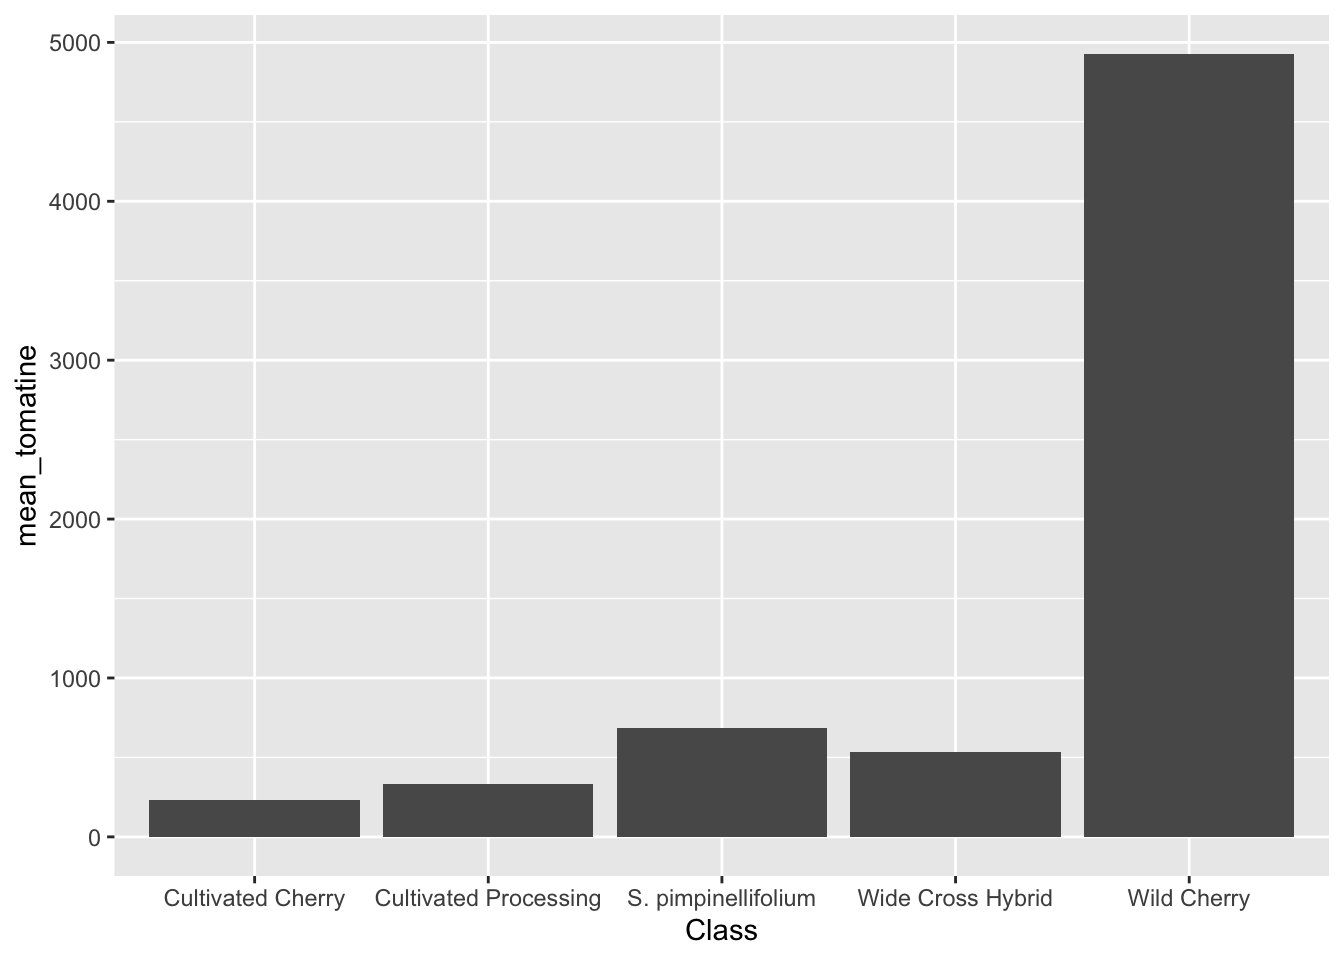 5000
4000
3000
2000
1000
0
mean_tomatine
Cultivated Cherry
Cultivated Processing
S. pimpinellifolium
Wide Cross Hybrid
Wild Cherry
Class